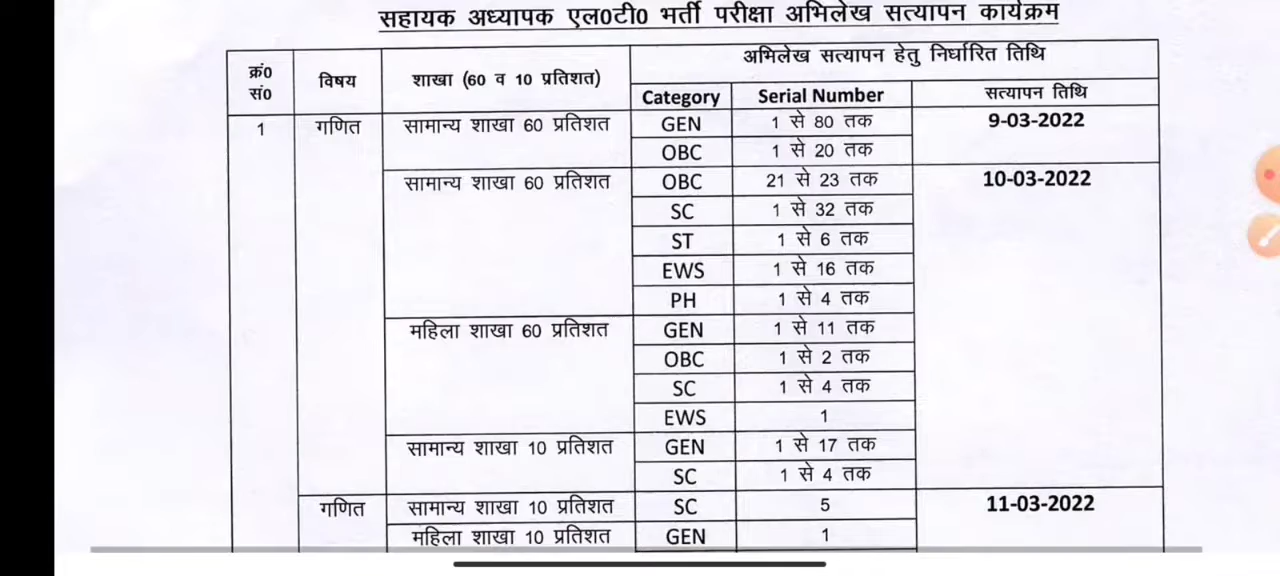 सहायक अध्यापक एल0टी0 भर्ती परीक्षा अभिलेख सत्यापन कार्यक्रम
क्रं0 सं0 विषय शाखा (60 व 10 प्रतिशत) अभिलेख सत्यापन हेतु निर्धारित तिथि
Category Serial Number सत्यापन तिथि
1 गणित सामान्य शाखा 60 प्रतिशत GEN 1 से 80 तक 9-03-2022
OBC 1 से 20 तक
सामान्य शाखा 60 प्रतिशत OBC 21 से 23 तक 10-03-2022
SC 1 से 32 तक
ST 1 से 6 तक
EWS 1 से 16 तक
PH 1 से 4 तक
महिला शाखा 60 प्रतिशत GEN 1 से 11 तक
OBC 1 से 2 तक
SC 1 से 4 तक
EWS 1
सामान्य शाखा 10 प्रतिशत GEN 1 से 17 तक
SC 1 से 4 तक
गणित सामान्य शाखा 10 प्रतिशत SC 5 11-03-2022
महिला शाखा 10 प्रतिशत GEN 1